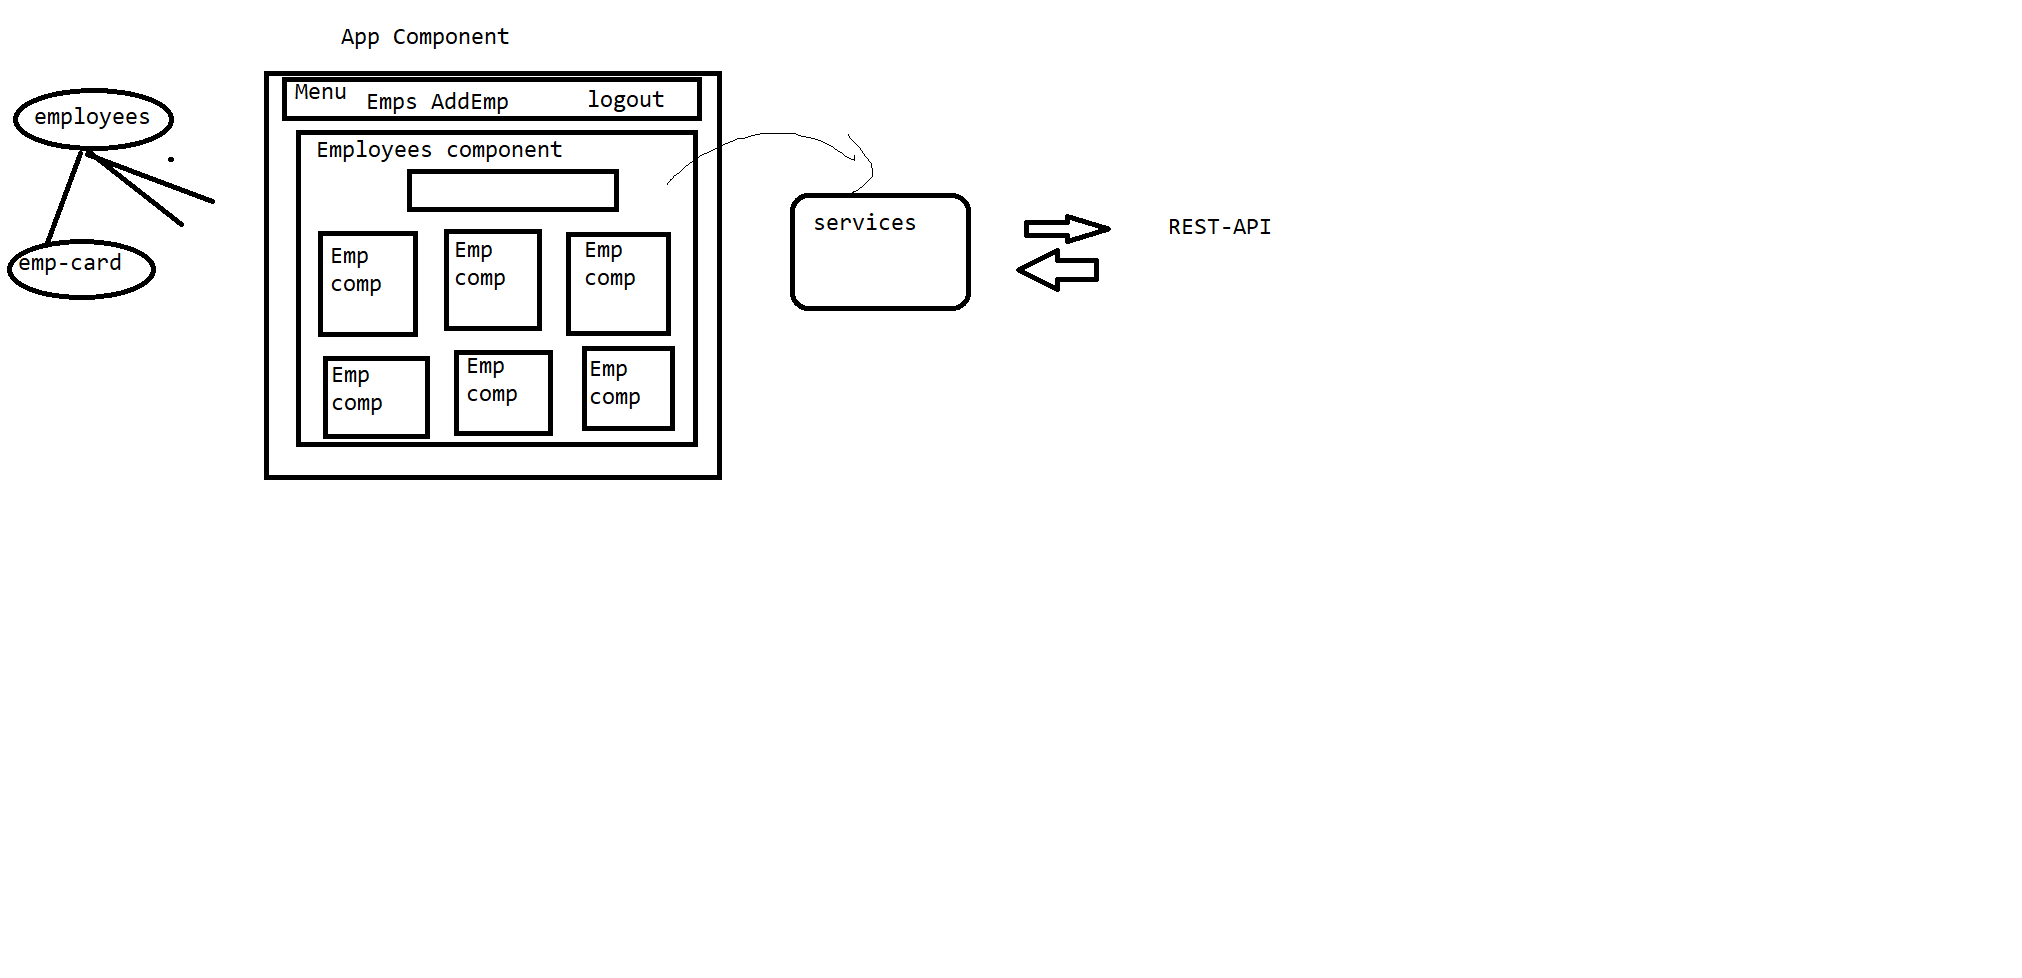 App Component
employees
emp-card
Menu Emps AddEmp logout
Employees component
Emp
comp
Emp
comp
Emp
comp
Emp
comp
Emp
comp
Emp
comp
services
REST-API